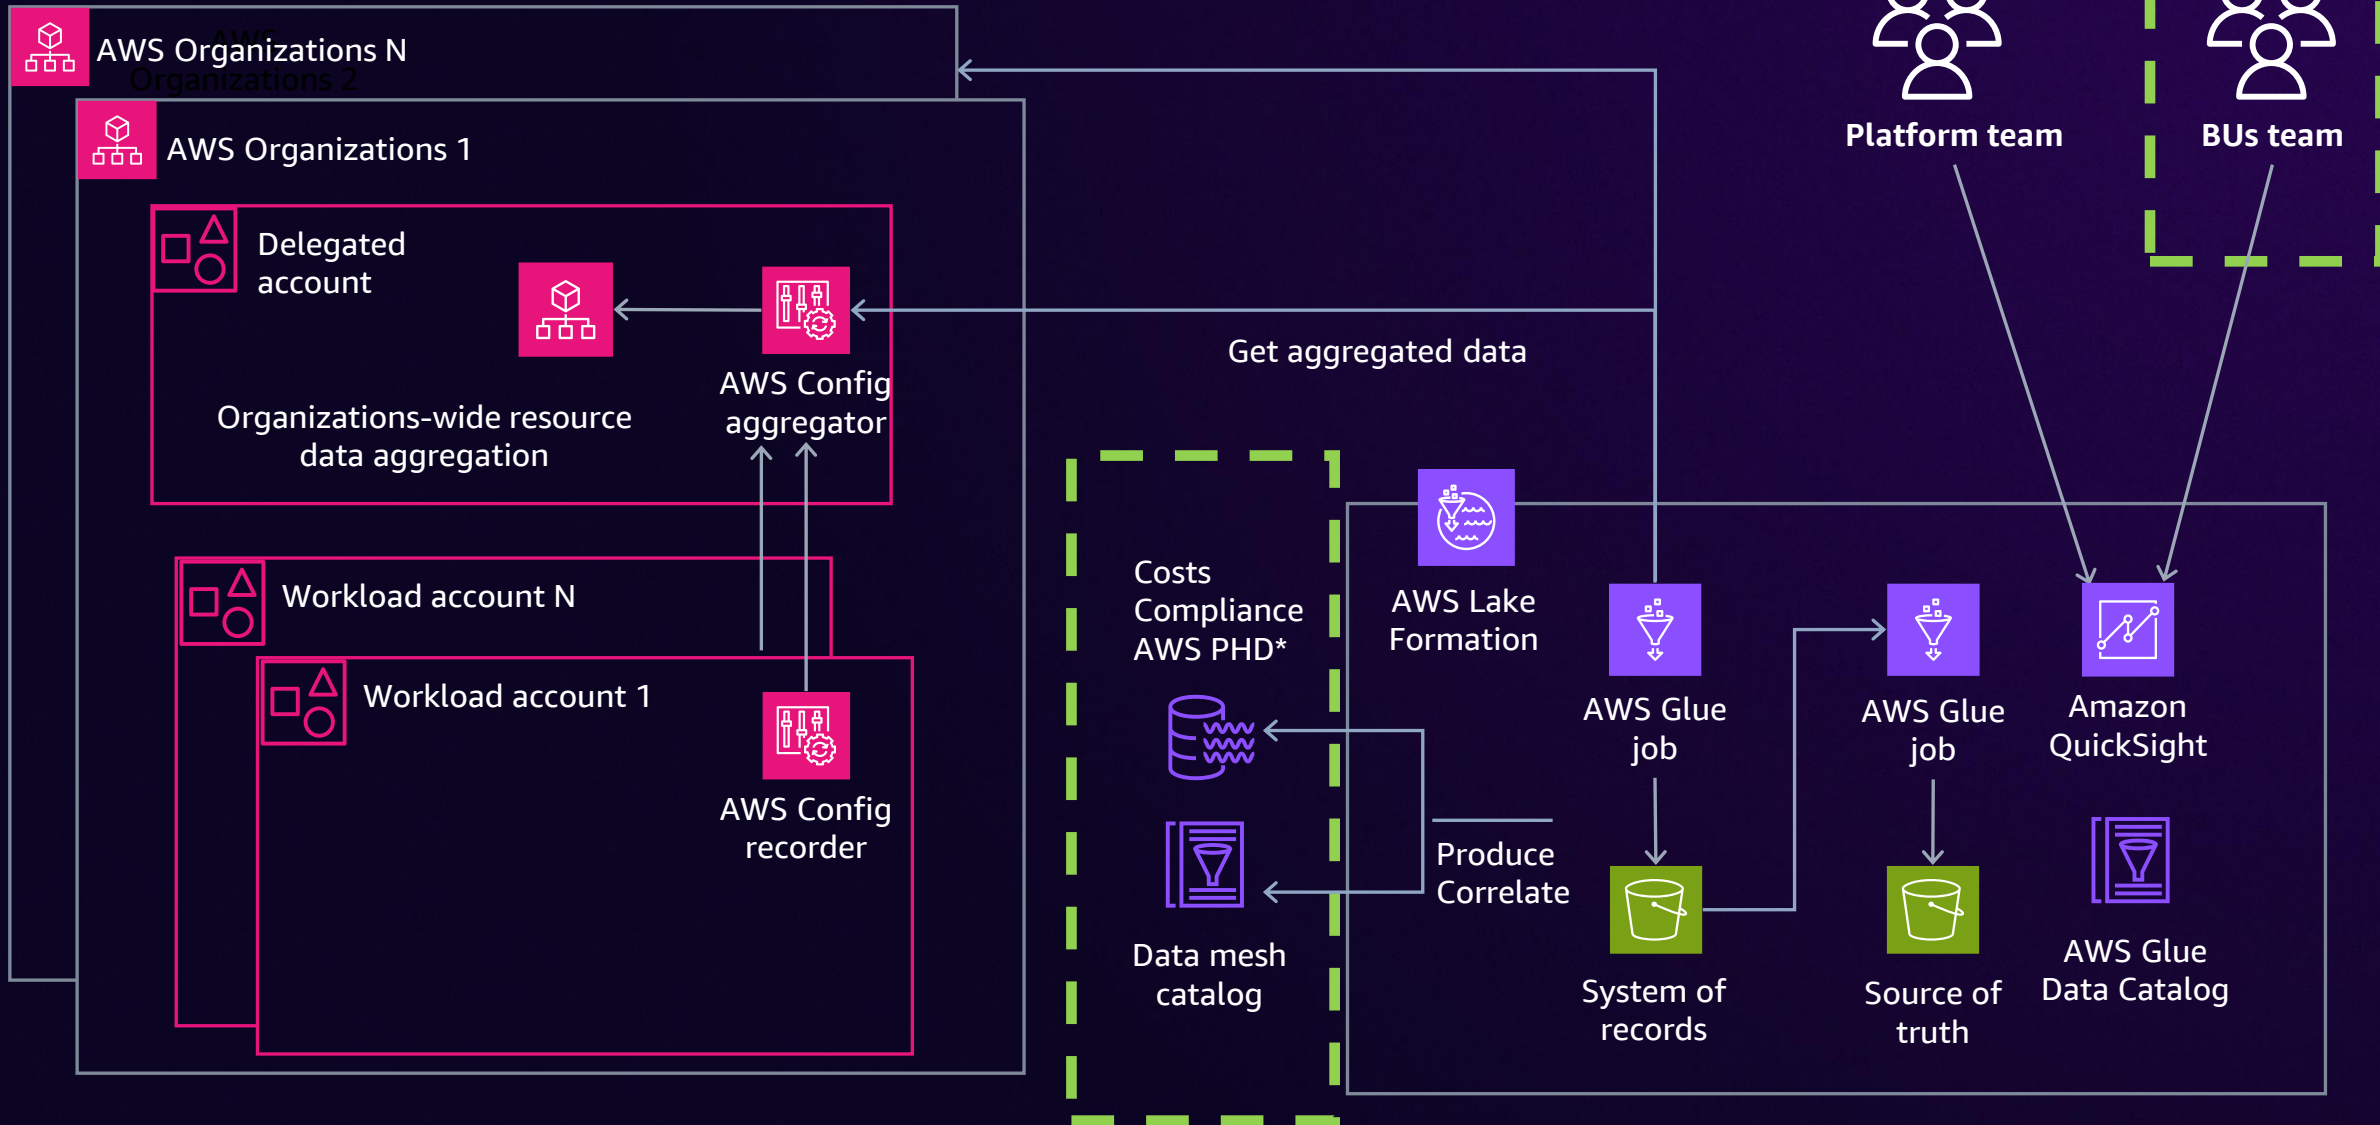 AWS Organizations N
AWS
Organizations 2
AWS Organizations 1
Delegated
account
AWS Config
aggregator
Organizations-wide resource
data aggregation
Workload account N
Workload account 1
AWS Config
recorder
Get aggregated data
Platform team
BUs team
Costs
Compliance
AWS PHD*
Data mesh
catalog
AWS Lake
Formation
Produce
Correlate
AWS Glue
job
System of
records
AWS Glue
job
Source of
truth
Amazon
QuickSight
AWS Glue
Data Catalog